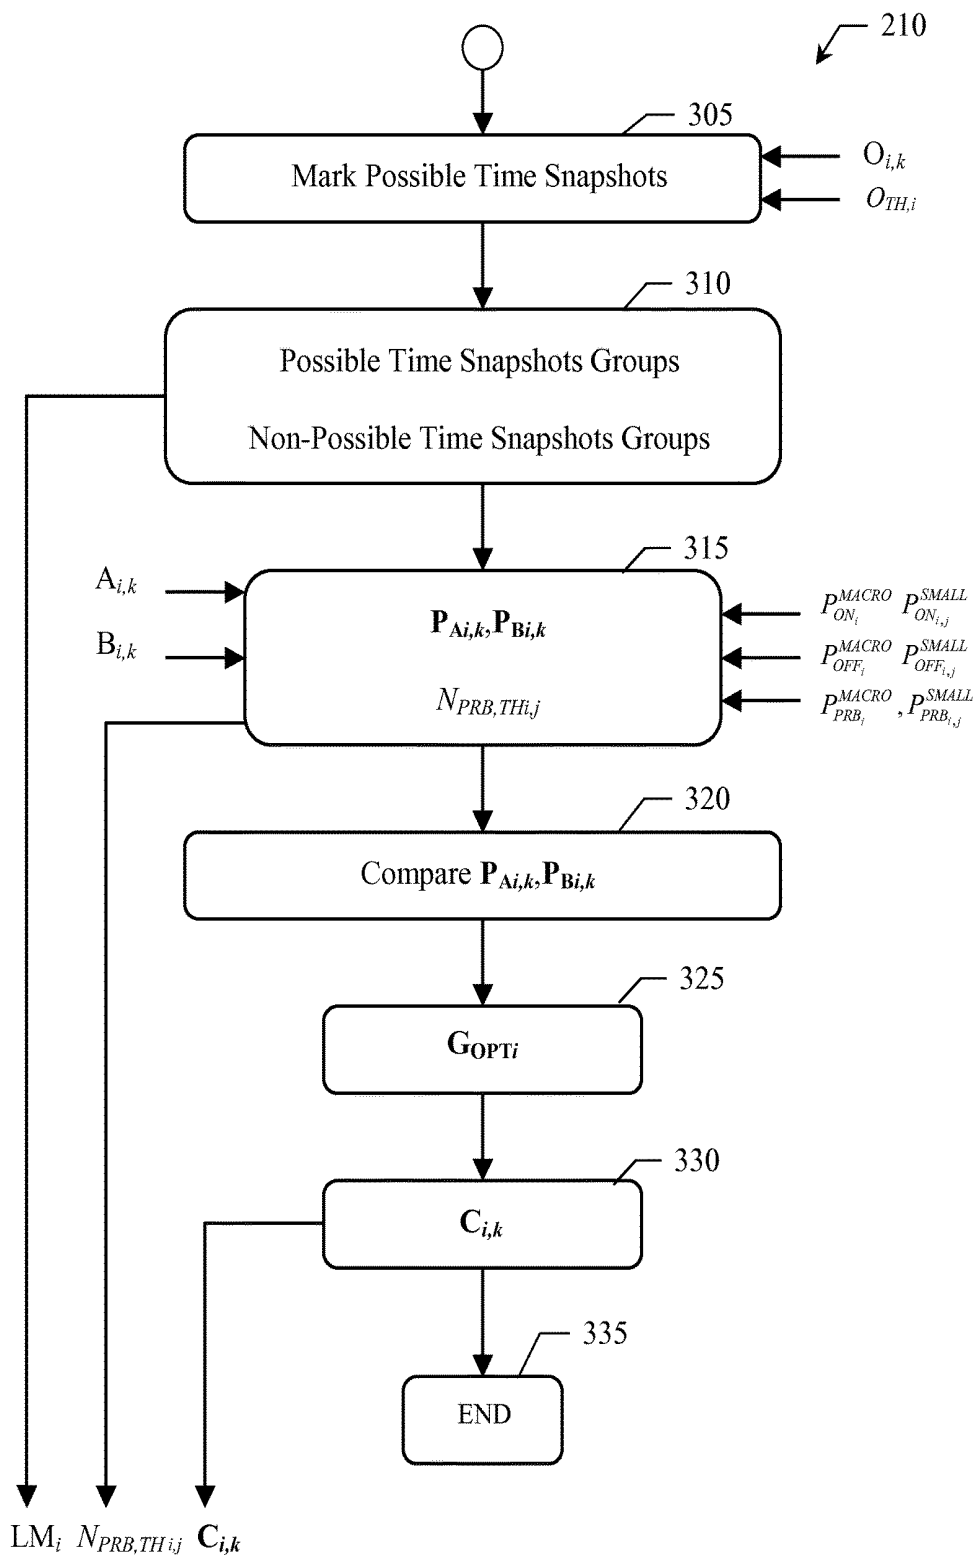 210
305
Mark Possible Time Snapshots
O_{i,k}
O_{TH,i}
310
Possible Time Snapshots Groups
Non-Possible Time Snapshots Groups
315
A_{i,k}
B_{i,k}
P_{Ai,k},P_{Bi,k}
N_{PRB,THi,j}
P_{ON_i}^{MACRO} P_{ON_{i,j}}^{SMALL}
P_{OFF_i}^{MACRO} P_{OFF_{i,j}}^{SMALL}
P_{PRB_i}^{MACRO}, P_{PRB_{i,j}}^{SMALL}
320
Compare P_{Ai,k},P_{Bi,k}
325
G_{OPTi}
330
C_{i,k}
335
END
LM_i N_{PRB,TH i,j} C_{i,k}